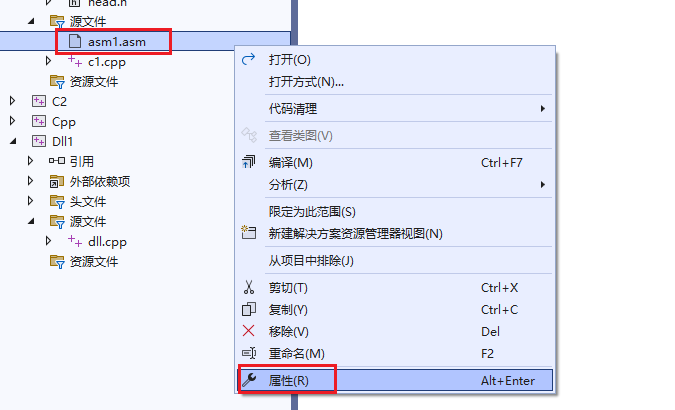 head.h
源文件
asm1.asm
c1.cpp
资源文件
C2
Cpp
Dll1
引用
外部依赖项
头文件
源文件
dll.cpp
资源文件
打开(O)
打开方式(N)...
代码清理
查看类图(V)
编译(M) Ctrl+F7
分析(Z)
限定为此范围(S)
新建解决方案资源管理器视图(N)
从项目中排除(J)
剪切(T) Ctrl+X
复制(Y) Ctrl+C
移除(V) Del
重命名(M) F2
属性(R) Alt+Enter